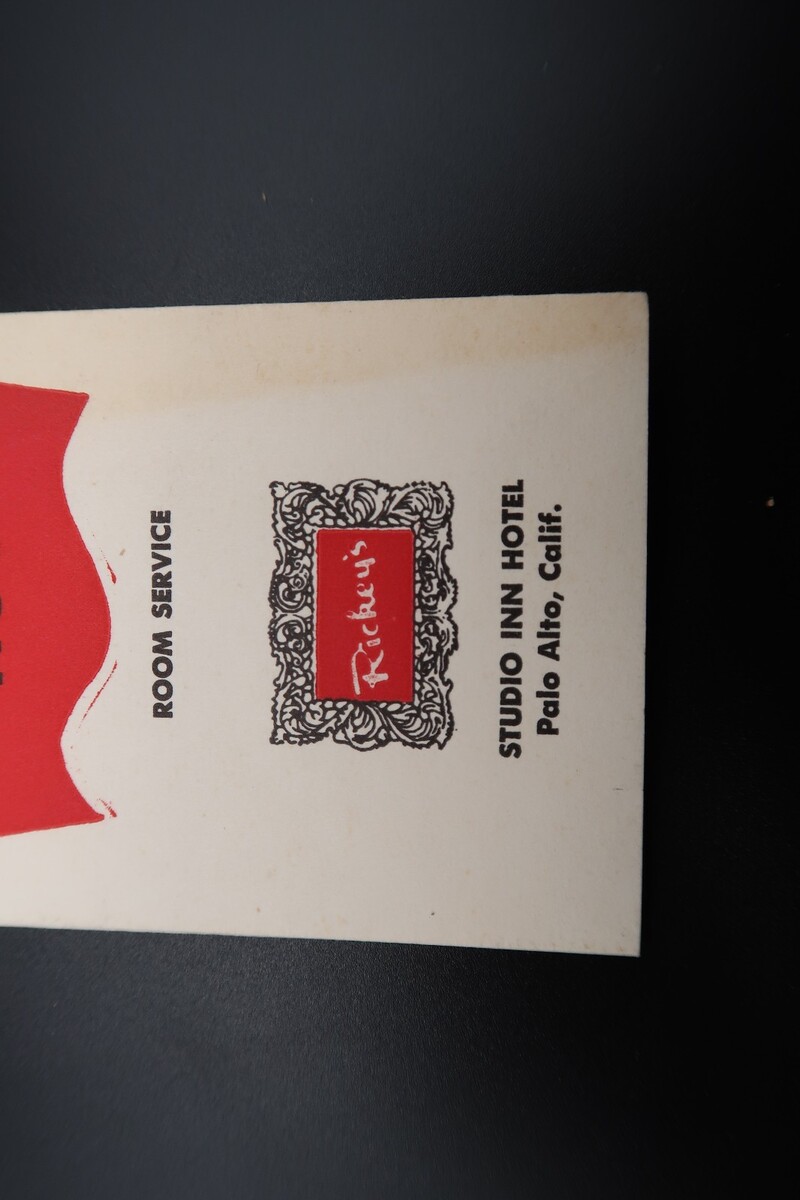 ROOM SERVICE
Rickey's
STUDIO INN HOTEL
Palo Alto, Calif.